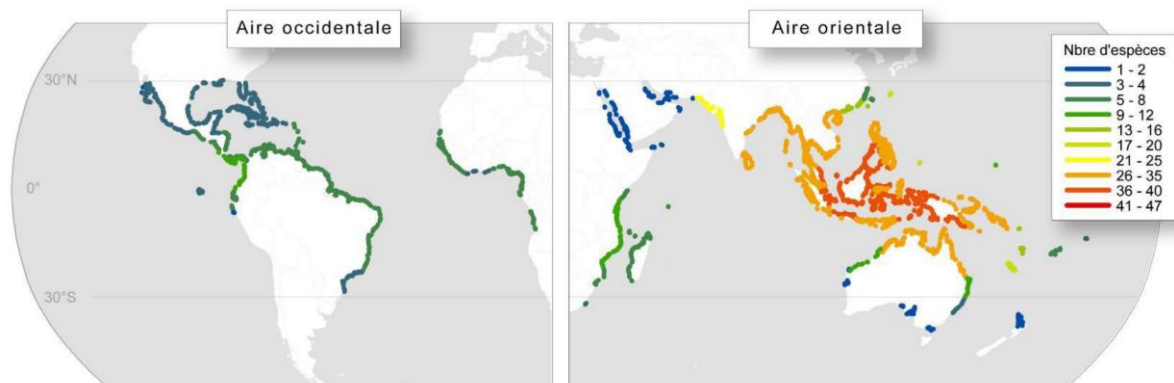 Aire occidentale
Aire orientale
Nbre d'espèces
1 - 2
3 - 4
5 - 8
9 - 12
13 - 16
17 - 20
21 - 25
26 - 35
36 - 40
41 - 47
30°N
0°
30°S